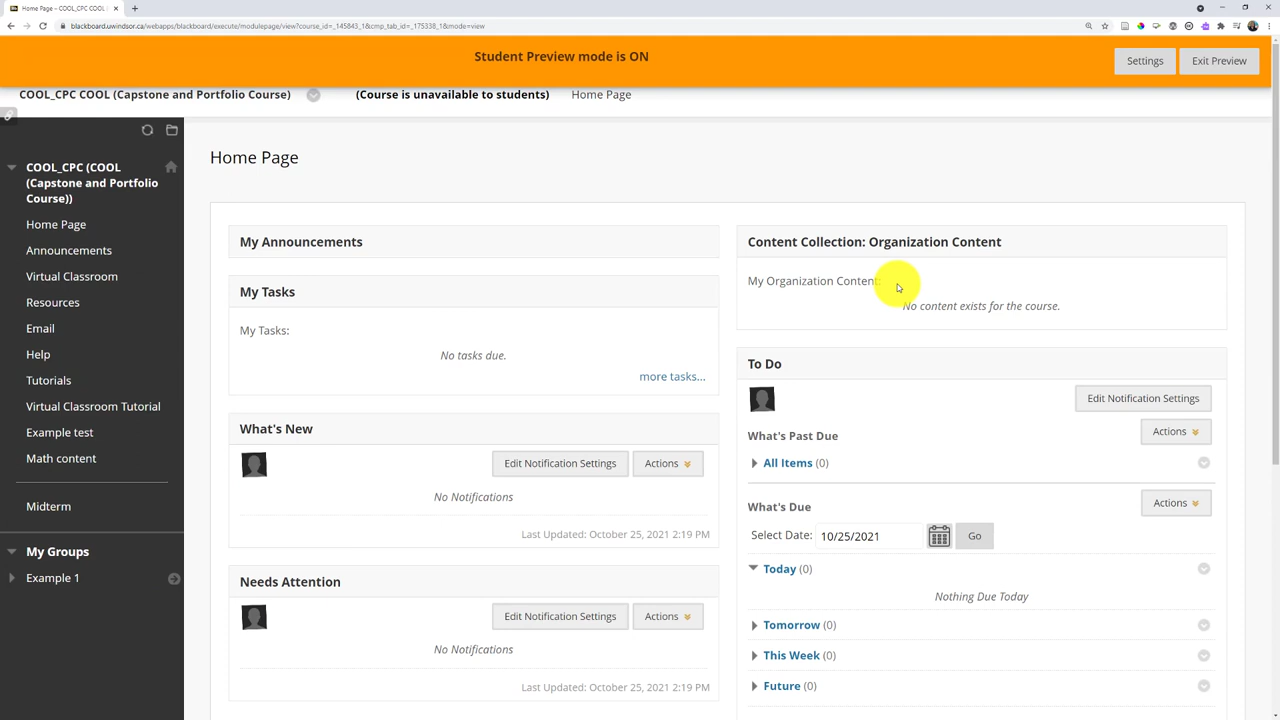 Home Page – COOL_CPC COOL (
blackboard.uwindsor.ca/webapps/blackboard/execute/modulepage/view?course_id=_145843_1&cmp_tab_id=_175338_1&mode=view
Student Preview mode is ON
Settings
Exit Preview
COOL_CPC COOL (Capstone and Portfolio Course)
(Course is unavailable to students)
Home Page
COOL_CPC (COOL
(Capstone and Portfolio
Course))
Home Page
Announcements
Virtual Classroom
Resources
Email
Help
Tutorials
Virtual Classroom Tutorial
Example test
Math content
Midterm
My Groups
Example 1
Home Page
My Announcements
My Tasks
My Tasks:
No tasks due.
more tasks...
What's New
Edit Notification Settings
Actions
No Notifications
Last Updated: October 25, 2021 2:19 PM
Needs Attention
Edit Notification Settings
Actions
No Notifications
Last Updated: October 25, 2021 2:19 PM
Content Collection: Organization Content
My Organization Content:
No content exists for the course.
To Do
Edit Notification Settings
What's Past Due
Actions
All Items (0)
What's Due
Actions
Select Date: 10/25/2021
Go
Today (0)
Nothing Due Today
Tomorrow (0)
This Week (0)
Future (0)